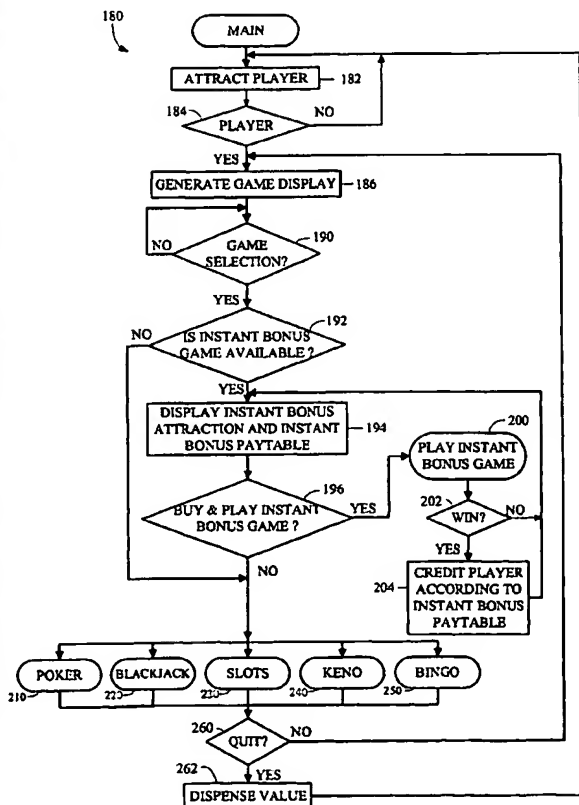 180
MAIN
ATTRACT PLAYER
182
184
PLAYER
NO
YES
GENERATE GAME DISPLAY
186
NO
GAME
SELECTION?
190
YES
192
NO
IS INSTANT BONUS
GAME AVAILABLE ?
YES
DISPLAY INSTANT BONUS
ATTRACTION AND INSTANT
BONUS PAYTABLE
194
200
PLAY INSTANT
BONUS GAME
196
BUY & PLAY INSTANT
BONUS GAME ?
YES
202
WIN?
NO
YES
NO
204
CREDIT PLAYER
ACCORDING TO
INSTANT BONUS
PAYTABLE
POKER
BLACKJACK
SLOTS
KENO
BINGO
210
220
230
240
250
260
QUIT?
NO
262
YES
DISPENSE VALUE